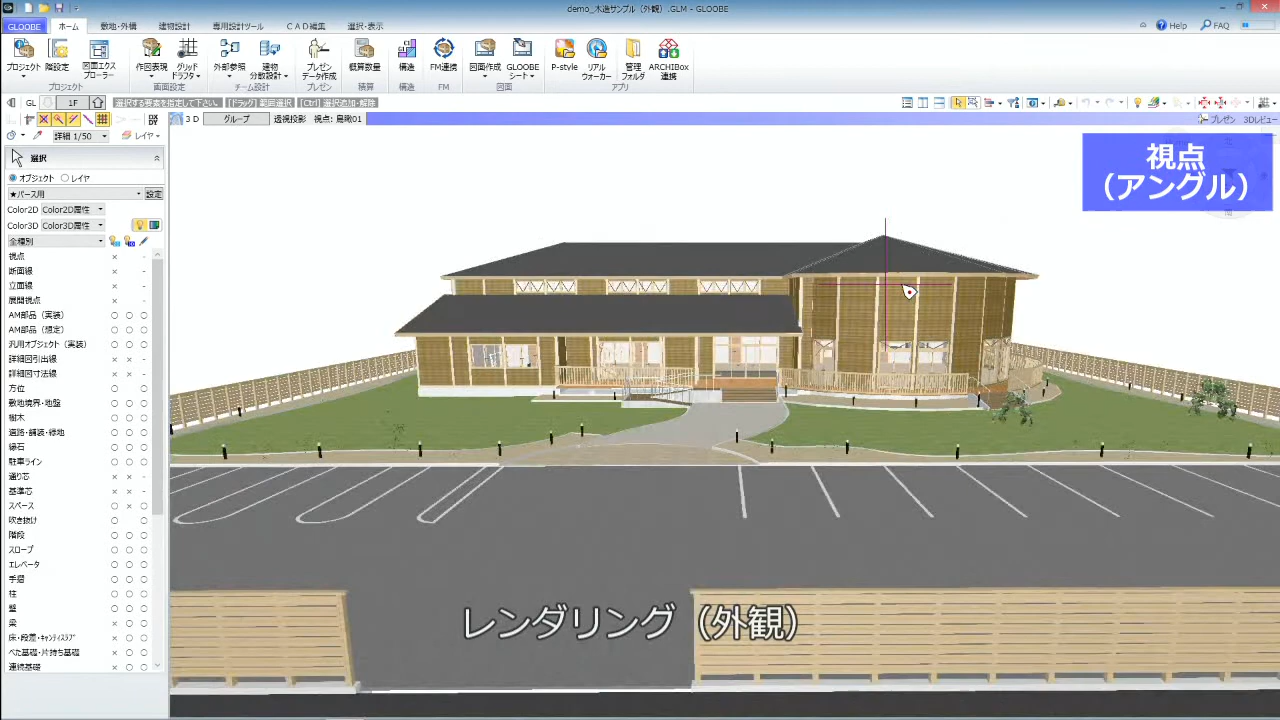 demo_木造サンプル（外観）.GLM - GLOOBE
GLOOBE ホーム 敷地・外構 建物設計 専用設計ツール ＣＡＤ編集 選択・表示 Help FAQ
プロジェクト 階設定 図面エクスプローラー 作図表現 グリッドドラフタ 外部参照 建物分散設計 プレゼンデータ作成 概算数量 構造 FM連携 図面作成 GLOOBEシート P-style リアルウォーカー 管理フォルダ ARCHIBox連携
プロジェクト 画面設定 チーム設計 プレゼン 積算 構造 FM 図面 アプリ
GL 1F 選択する要素を指定して下さい。 [ドラッグ]範囲選択 [Ctrl]選択追加・解除
3D グループ 透視投影 視点：鳥瞰01 プレゼン 3Dレビュー
詳細 1/50 レイヤ
選択
オブジェクト レイヤ
★パース用 設定
Color2D Color2D属性
Color3D Color3D属性
全種別
視点
断面線
立面線
展開視点
AM部品（実装）
AM部品（想定）
汎用オブジェクト（実装）
詳細図引出線
詳細図寸法線
方位
敷地境界・地盤
樹木
道路・舗装・緑地
縁石
駐車ライン
通り芯
基準芯
スペース
吹き抜け
階段
スロープ
エレベータ
手摺
柱
壁
梁
床・段差・キャンティスラブ
べた基礎・片持ち基礎
連続基礎
視点
（アングル）
レンダリング（外観）